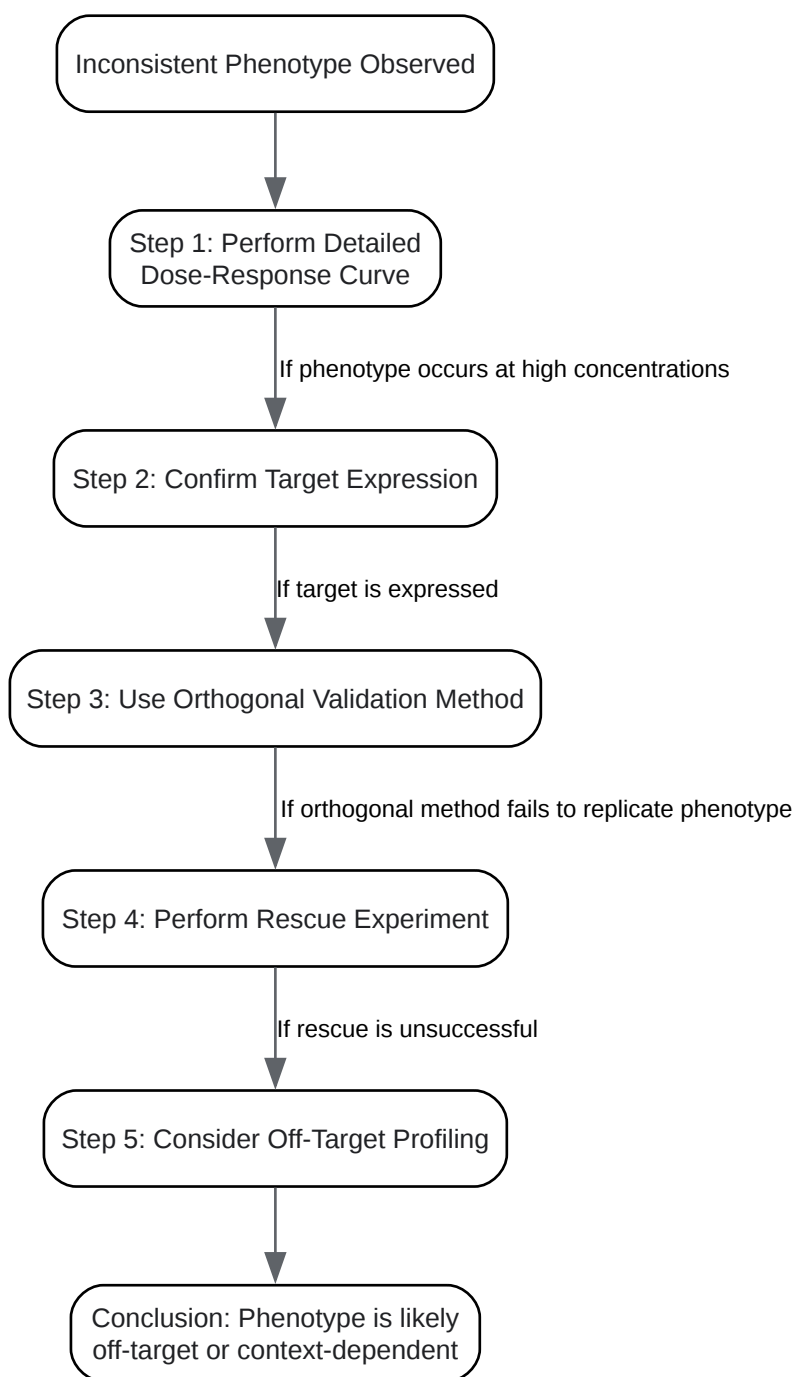 Inconsistent Phenotype Observed
Step 1: Perform Detailed
Dose-Response Curve
If phenotype occurs at high concentrations
Step 2: Confirm Target Expression
If target is expressed
Step 3: Use Orthogonal Validation Method
If orthogonal method fails to replicate phenotype
Step 4: Perform Rescue Experiment
If rescue is unsuccessful
Step 5: Consider Off-Target Profiling
Conclusion: Phenotype is likely
off-target or context-dependent